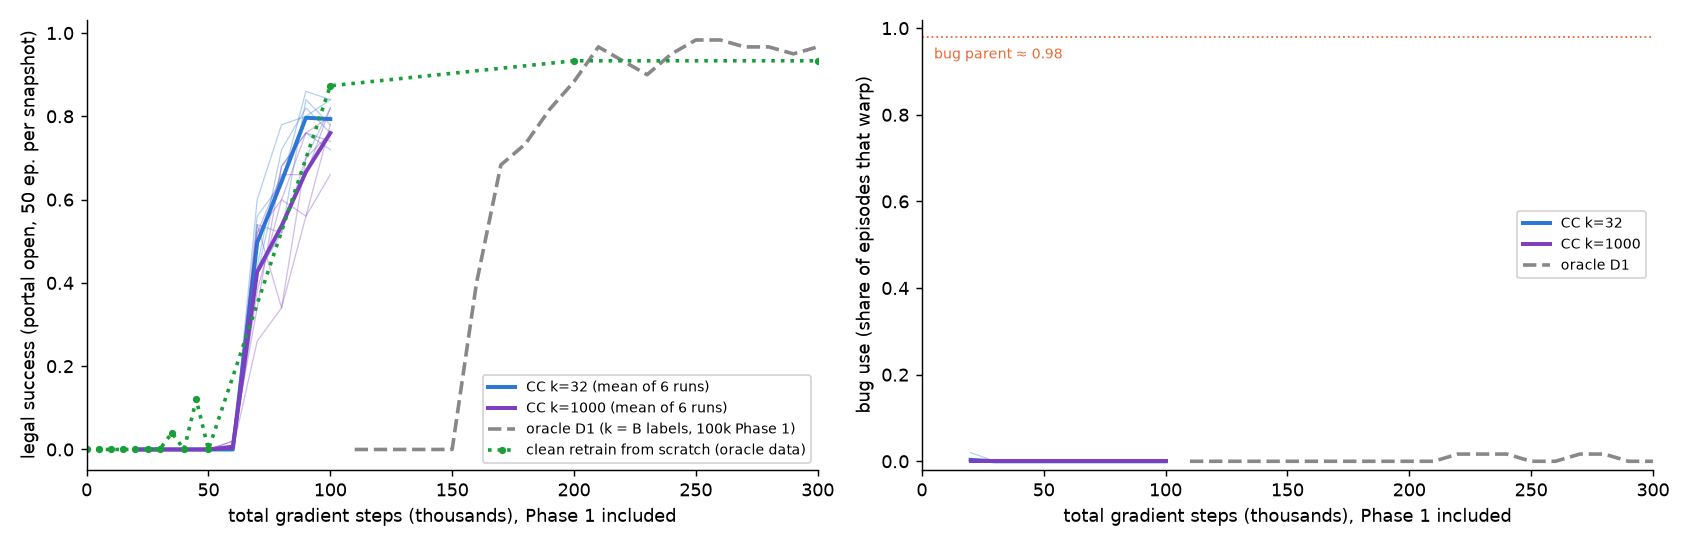 legal success (portal open, 50 ep. per snapshot)
1.0
0.8
0.6
0.4
0.2
0.0
0
50
100
150
200
250
300
total gradient steps (thousands), Phase 1 included
CC k=32 (mean of 6 runs)
CC k=1000 (mean of 6 runs)
oracle D1 (k = B labels, 100k Phase 1)
clean retrain from scratch (oracle data)
bug use (share of episodes that warp)
1.0
0.8
0.6
0.4
0.2
0.0
0
50
100
150
200
250
300
total gradient steps (thousands), Phase 1 included
bug parent ≈ 0.98
CC k=32
CC k=1000
oracle D1